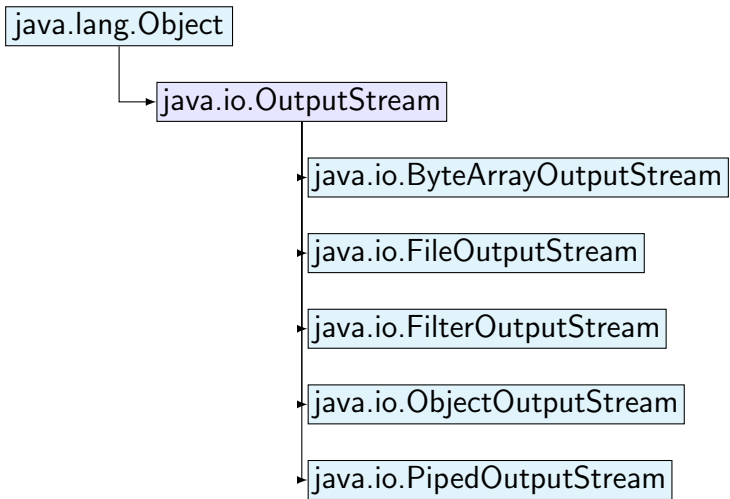 java.lang.Object
java.io.OutputStream
java.io.ByteArrayOutputStream
java.io.FileOutputStream
java.io.FilterOutputStream
java.io.ObjectOutputStream
java.io.PipedOutputStream